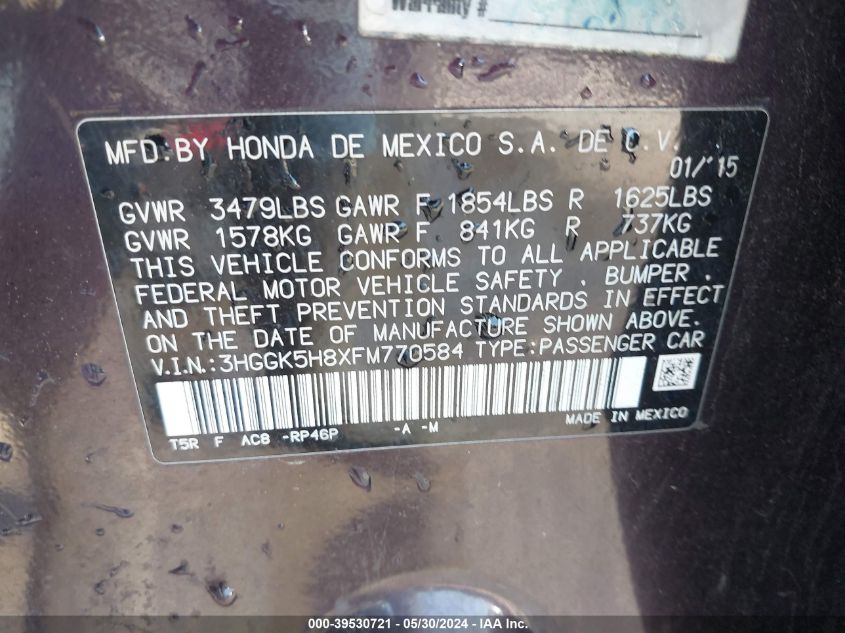 Warranty #
MFD.BY HONDA DE MEXICO S.A. DE C.V.
01/'15
GVWR 3479LBS GAWR F 1854LBS R 1625LBS
GVWR 1578KG GAWR F 841KG R 737KG
THIS VEHICLE CONFORMS TO ALL APPLICABLE
FEDERAL MOTOR VEHICLE SAFETY . BUMPER .
AND THEFT PREVENTION STANDARDS IN EFFECT
ON THE DATE OF MANUFACTURE SHOWN ABOVE.
V.I.N.:3HGGK5H8XFM770584 TYPE:PASSENGER CAR
T5R F AC8 -RP46P -A -M
MADE IN MEXICO
000-39530721 - 05/30/2024 - IAA Inc.